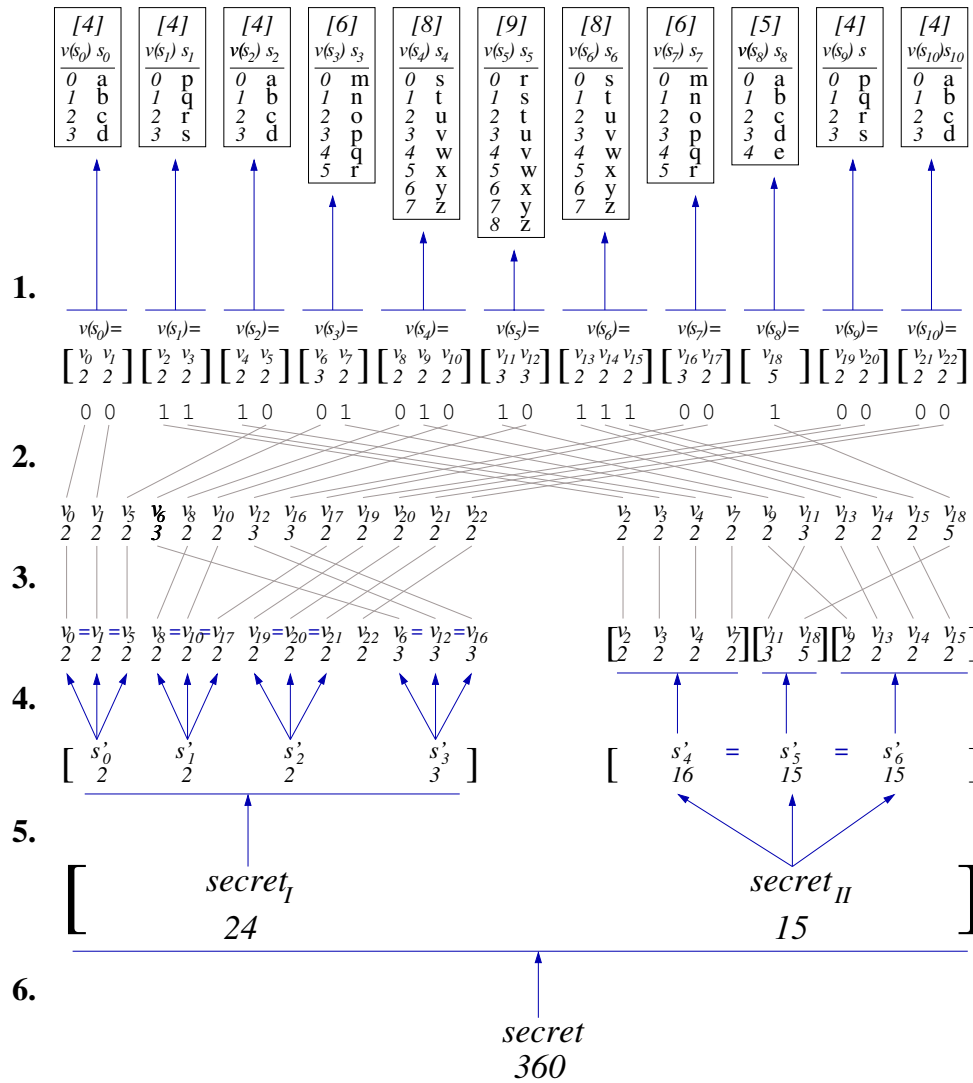 [4] [4] [4] [6] [8] [9] [8] [6] [5] [4] [4]
v(s0) s0 v(s1) s1 v(s2) s2 v(s3) s3 v(s4) s4 v(s5) s5 v(s6) s6 v(s7) s7 v(s8) s8 v(s9) s v(s10) s10
0 a 0 p 0 a 0 m 0 s 0 r 0 s 0 m 0 a 0 p 0 a
1 b 1 q 1 b 1 n 1 t 1 s 1 t 1 n 1 b 1 q 1 b
2 c 2 r 2 c 2 o 2 u 2 t 2 u 2 o 2 c 2 r 2 c
3 d 3 s 3 d 3 p 3 v 3 u 3 v 3 p 3 d 3 s 3 d
4 q 4 w 4 v 4 w 4 q 4 e
5 r 5 x 5 w 5 x 5 r
6 y 6 x 6 y
7 z 7 y 7 z
8 z
1.
v(s0)= v(s1)= v(s2)= v(s3)= v(s4)= v(s5)= v(s6)= v(s7)= v(s8)= v(s9)= v(s10)=
[v0 v1] [v2 v3] [v4 v5] [v6 v7] [v8 v9 v10] [v11 v12] [v13 v14 v15] [v16 v17] [v18] [v19 v20] [v21 v22]
2 2 2 2 2 2 3 2 2 2 2 3 3 2 2 2 3 2 5 2 2 2 2
0 0 1 1 1 0 0 1 0 1 0 1 0 1 1 1 0 0 1 0 0 0 0
2.
v0 v1 v5 v6 v8 v10 v12 v16 v17 v19 v20 v21 v22 v2 v3 v4 v7 v9 v11 v13 v14 v15 v18
2 2 2 3 2 2 3 3 2 2 2 2 2 2 2 2 2 2 3 2 2 2 5
3.
v0 = v1 = v5 v8 = v10 = v17 v19 = v20 = v21 v22 v6 = v12 = v16 [v2 v3 v4 v7] [v11 v18] [v9 v13 v14 v15]
2 2 2 2 2 2 2 2 2 2 3 3 3 2 2 2 2 3 5 2 2 2 2
4.
[ s'0 s'1 s'2 s'3 ] [ s'4 = s'5 = s'6 ]
2 2 2 3 16 15 15
5.
[ secretI secretII ]
24 15
6.
secret
360